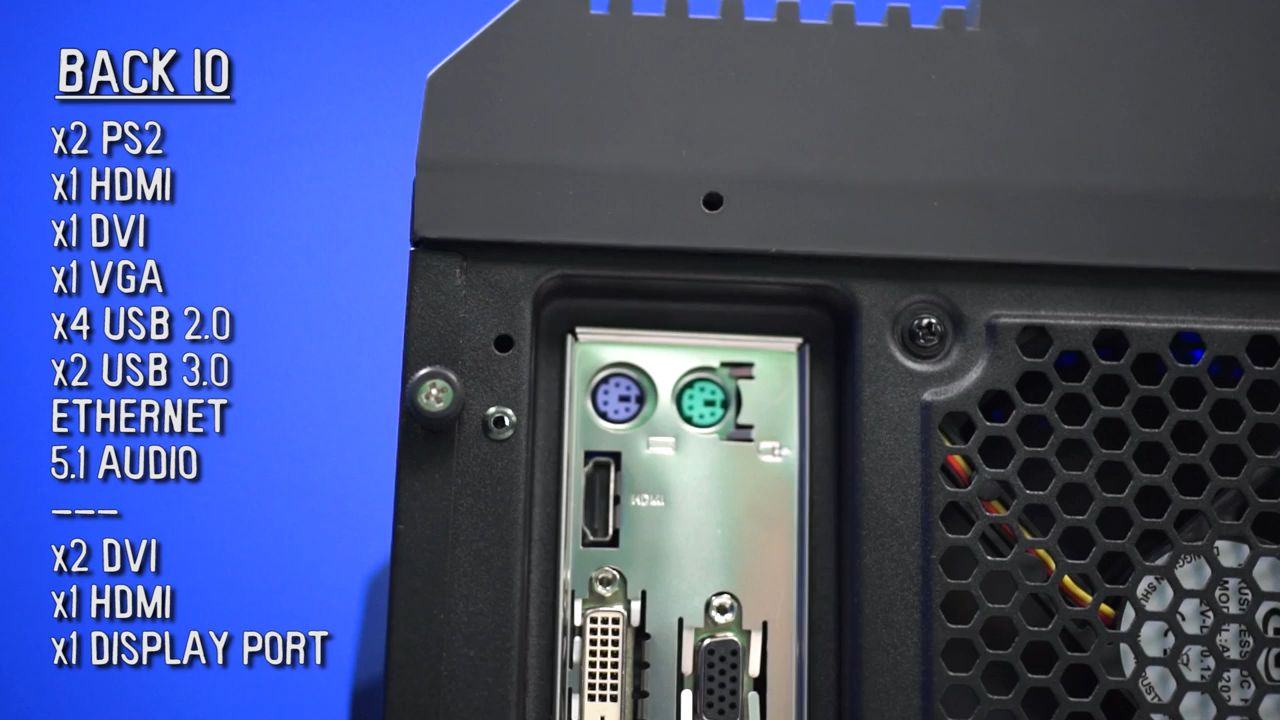 BACK IO
x2 PS2
x1 HDMI
x1 DVI
x1 VGA
x4 USB 2.0
x2 USB 3.0
ETHERNET
5.1 AUDIO
---
x2 DVI
x1 HDMI
x1 DISPLAY PORT
HDMI